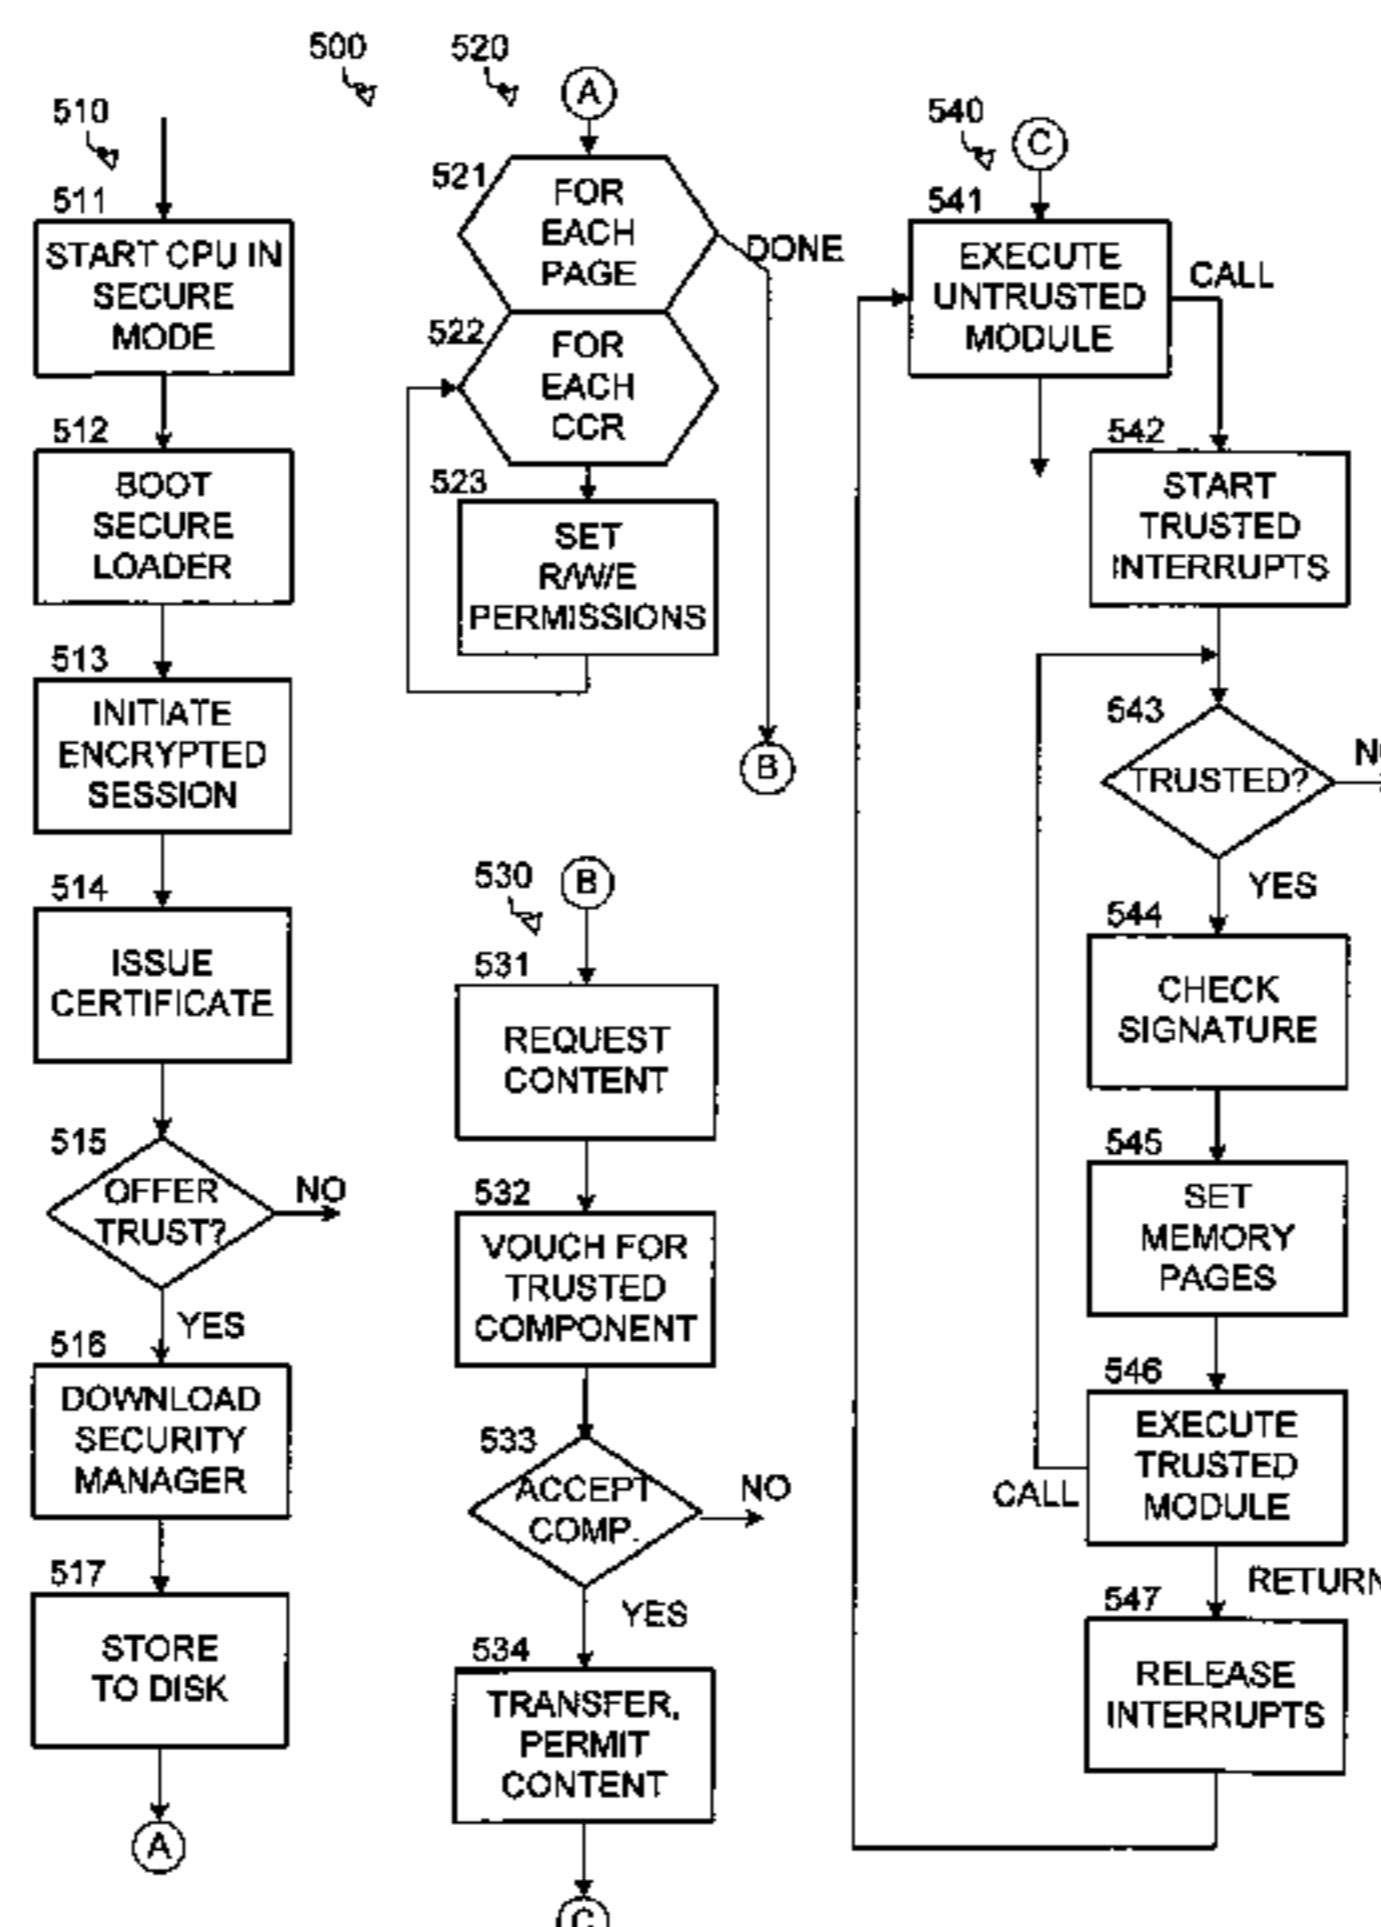 500
510
511
START CPU IN
SECURE
MODE
512
BOOT
SECURE
LOADER
513
INITIATE
ENCRYPTED
SESSION
514
ISSUE
CERTIFICATE
515
OFFER
TRUST?
NO
YES
516
DOWNLOAD
SECURITY
MANAGER
517
STORE
TO DISK
A
520
A
521
FOR
EACH
PAGE
DONE
522
FOR
EACH
CCR
523
SET
R/W/E
PERMISSIONS
B
530
B
531
REQUEST
CONTENT
532
VOUCH FOR
TRUSTED
COMPONENT
533
ACCEPT
COMP.
NO
YES
534
TRANSFER,
PERMIT
CONTENT
C
540
C
541
EXECUTE
UNTRUSTED
MODULE
CALL
542
START
TRUSTED
INTERRUPTS
543
TRUSTED?
YES
544
CHECK
SIGNATURE
545
SET
MEMORY
PAGES
546
EXECUTE
TRUSTED
MODULE
CALL
RETURN
547
RELEASE
INTERRUPTS